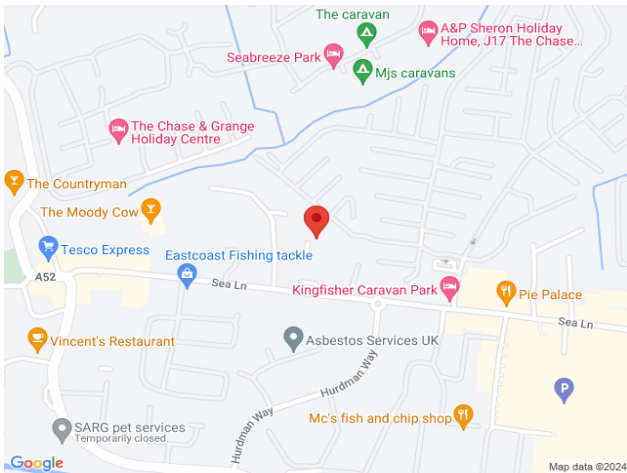 The caravan
A&P Sheron Holiday
Home, J17 The Chase...
Seabreeze Park
Mjs caravans
The Chase & Grange
Holiday Centre
The Countryman
The Moody Cow
Tesco Express
Eastcoast Fishing tackle
A52
Sea Ln
Kingfisher Caravan Park
Pie Palace
Sea Ln
Vincent's Restaurant
Asbestos Services UK
P
Hurdman Way
Mc's fish and chip shop
SARG pet services
Temporarily closed
Hurdman Way
Google
Map data ©2024